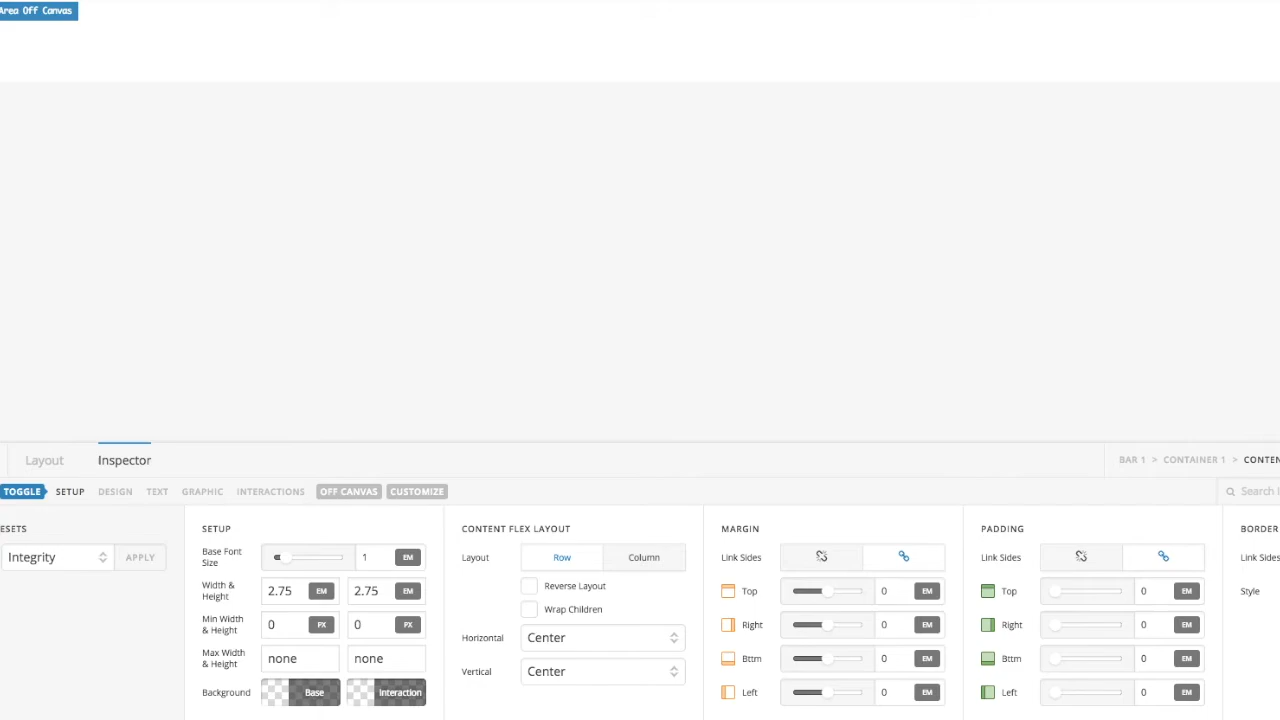 Area Off Canvas
Layout Inspector BAR 1 > CONTAINER 1 > CONTEN
TOGGLE SETUP DESIGN TEXT GRAPHIC INTERACTIONS OFF CANVAS CUSTOMIZE Search I
ESETS
Integrity APPLY
SETUP
Base Font Size 1 EM
Width & Height 2.75 EM 2.75 EM
Min Width & Height 0 PX 0 PX
Max Width & Height none none
Background Base Interaction
CONTENT FLEX LAYOUT
Layout Row Column
Reverse Layout
Wrap Children
Horizontal Center
Vertical Center
MARGIN
Link Sides
Top 0 EM
Right 0 EM
Bttm 0 EM
Left 0 EM
PADDING
Link Sides
Top 0 EM
Right 0 EM
Bttm 0 EM
Left 0 EM
BORDER
Link Sides
Style